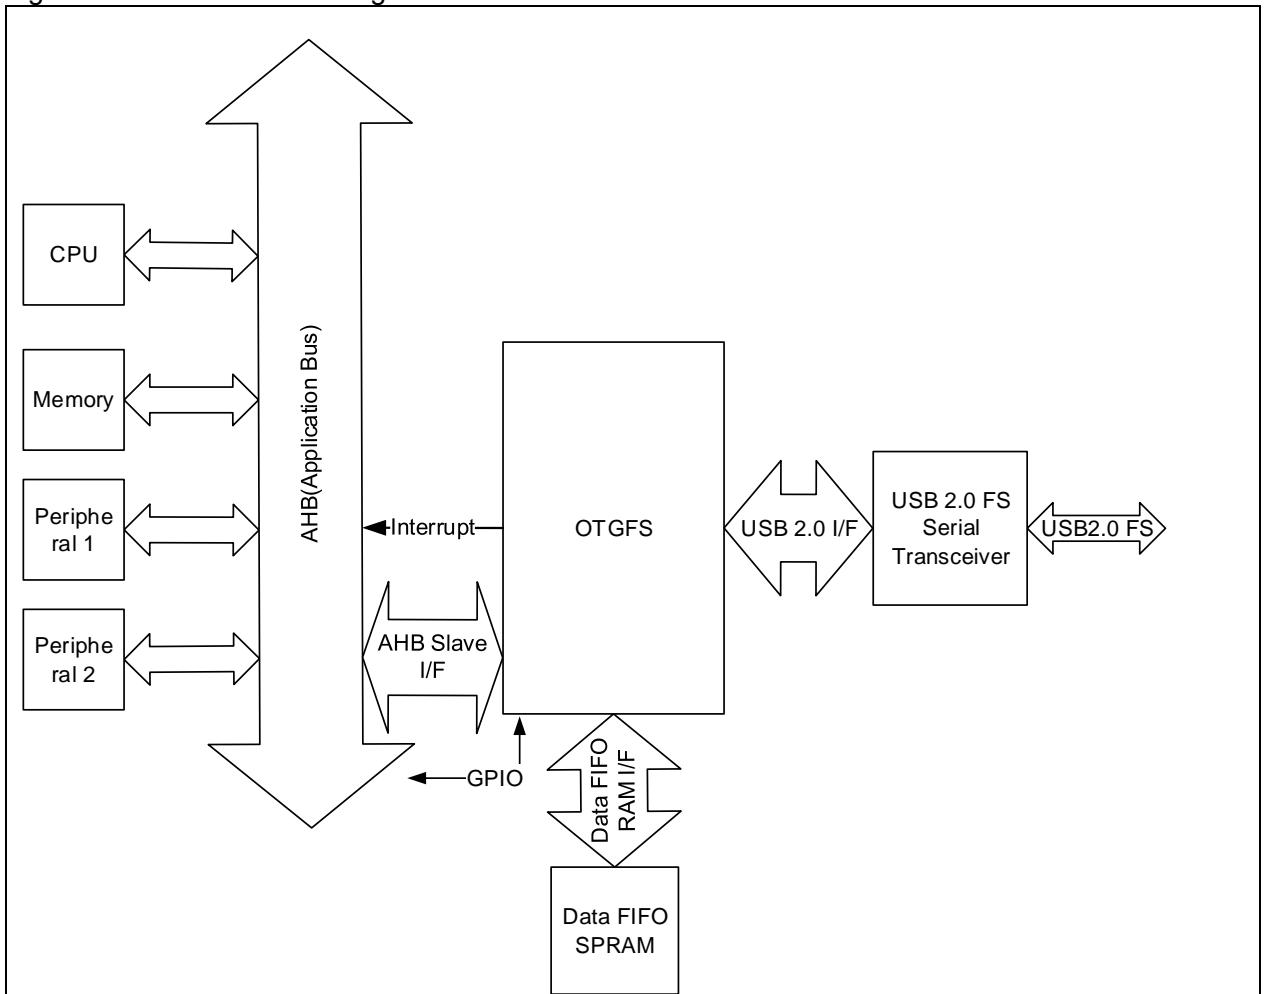 CPU
Memory
Periphe
ral 1
Periphe
ral 2
AHB(Application Bus)
Interrupt
AHB Slave
I/F
GPIO
OTGFS
Data FIFO
RAM I/F
Data FIFO
SPRAM
USB 2.0 I/F
USB 2.0 FS
Serial
Transceiver
USB2.0 FS